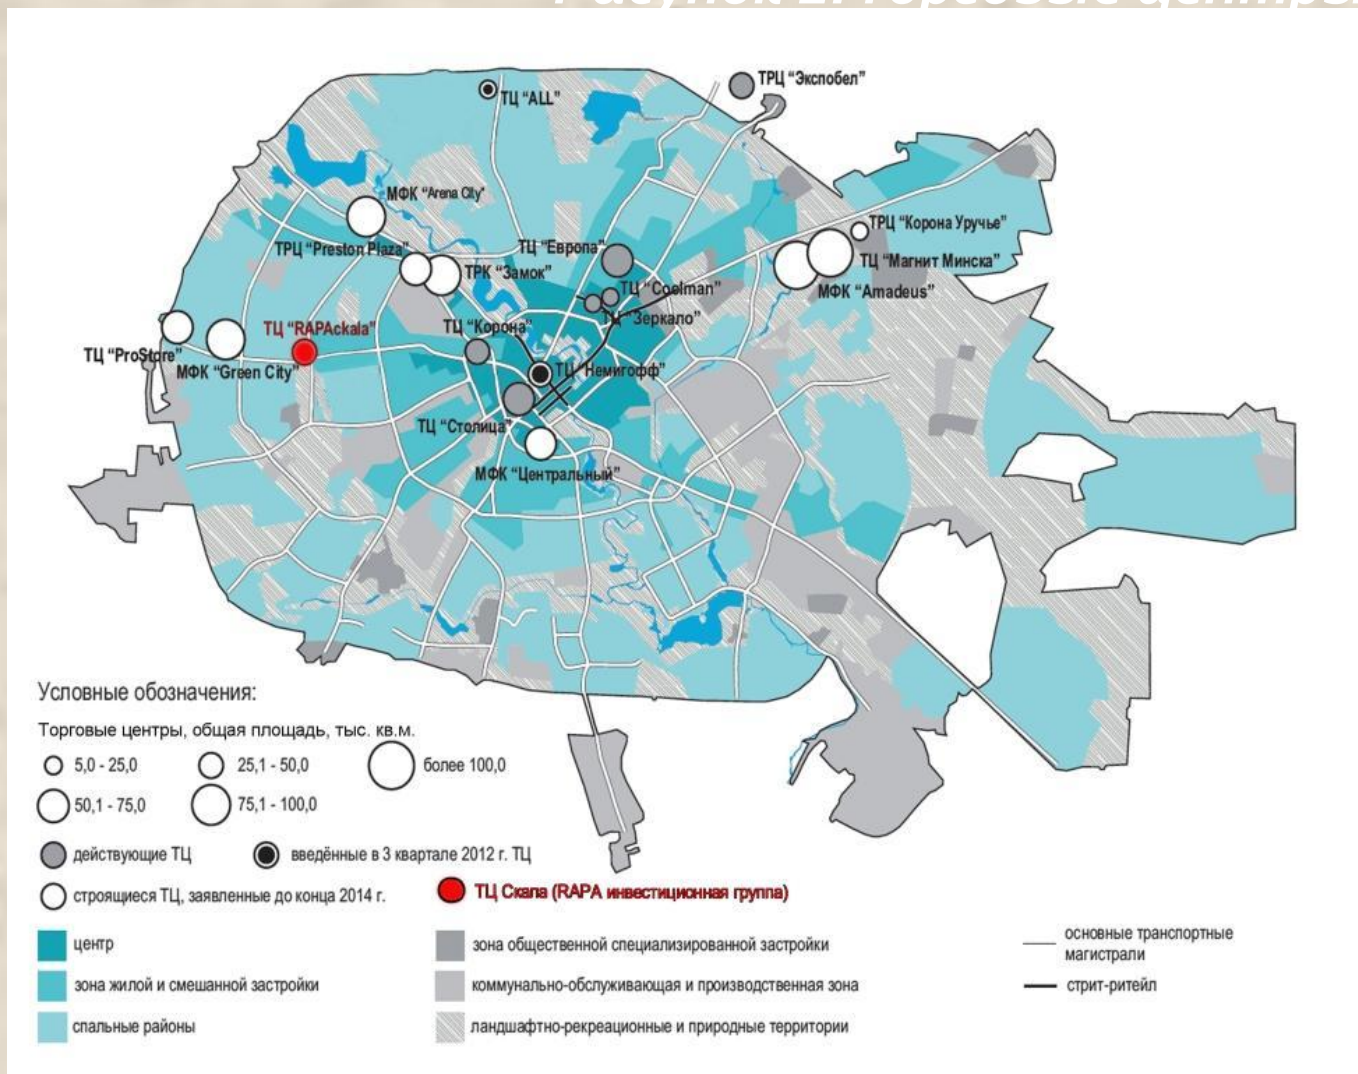 ТРЦ "Экспобел"
ТЦ "ALL"
МФК "Arena City"
ТРЦ "Корона Уручье"
ТРЦ "Preston Plaza"
ТЦ "Европа"
ТРК "Замок"
ТЦ "Магнит Минска"
ТЦ "Coolman"
МФК "Amadeus"
ТЦ "Зеркало"
ТЦ "RAPAckala"
ТЦ "Корона"
ТЦ "ProStore"
МФК "Green City"
ТЦ "Немигофф"
ТЦ "Столица"
МФК "Центральный"
Условные обозначения:
Торговые центры, общая площадь, тыс. кв.м.
5,0 - 25,0
25,1 - 50,0
более 100,0
50,1 - 75,0
75,1 - 100,0
действующие ТЦ
введённые в 3 квартале 2012 г. ТЦ
строящиеся ТЦ, заявленные до конца 2014 г.
ТЦ Скала (RAPA инвестиционная группа)
центр
зона общественной специализированной застройки
основные транспортные
магистрали
зона жилой и смешанной застройки
коммунально-обслуживающая и производственная зона
стрит-ритейл
спальные районы
ландшафтно-рекреационные и природные территории